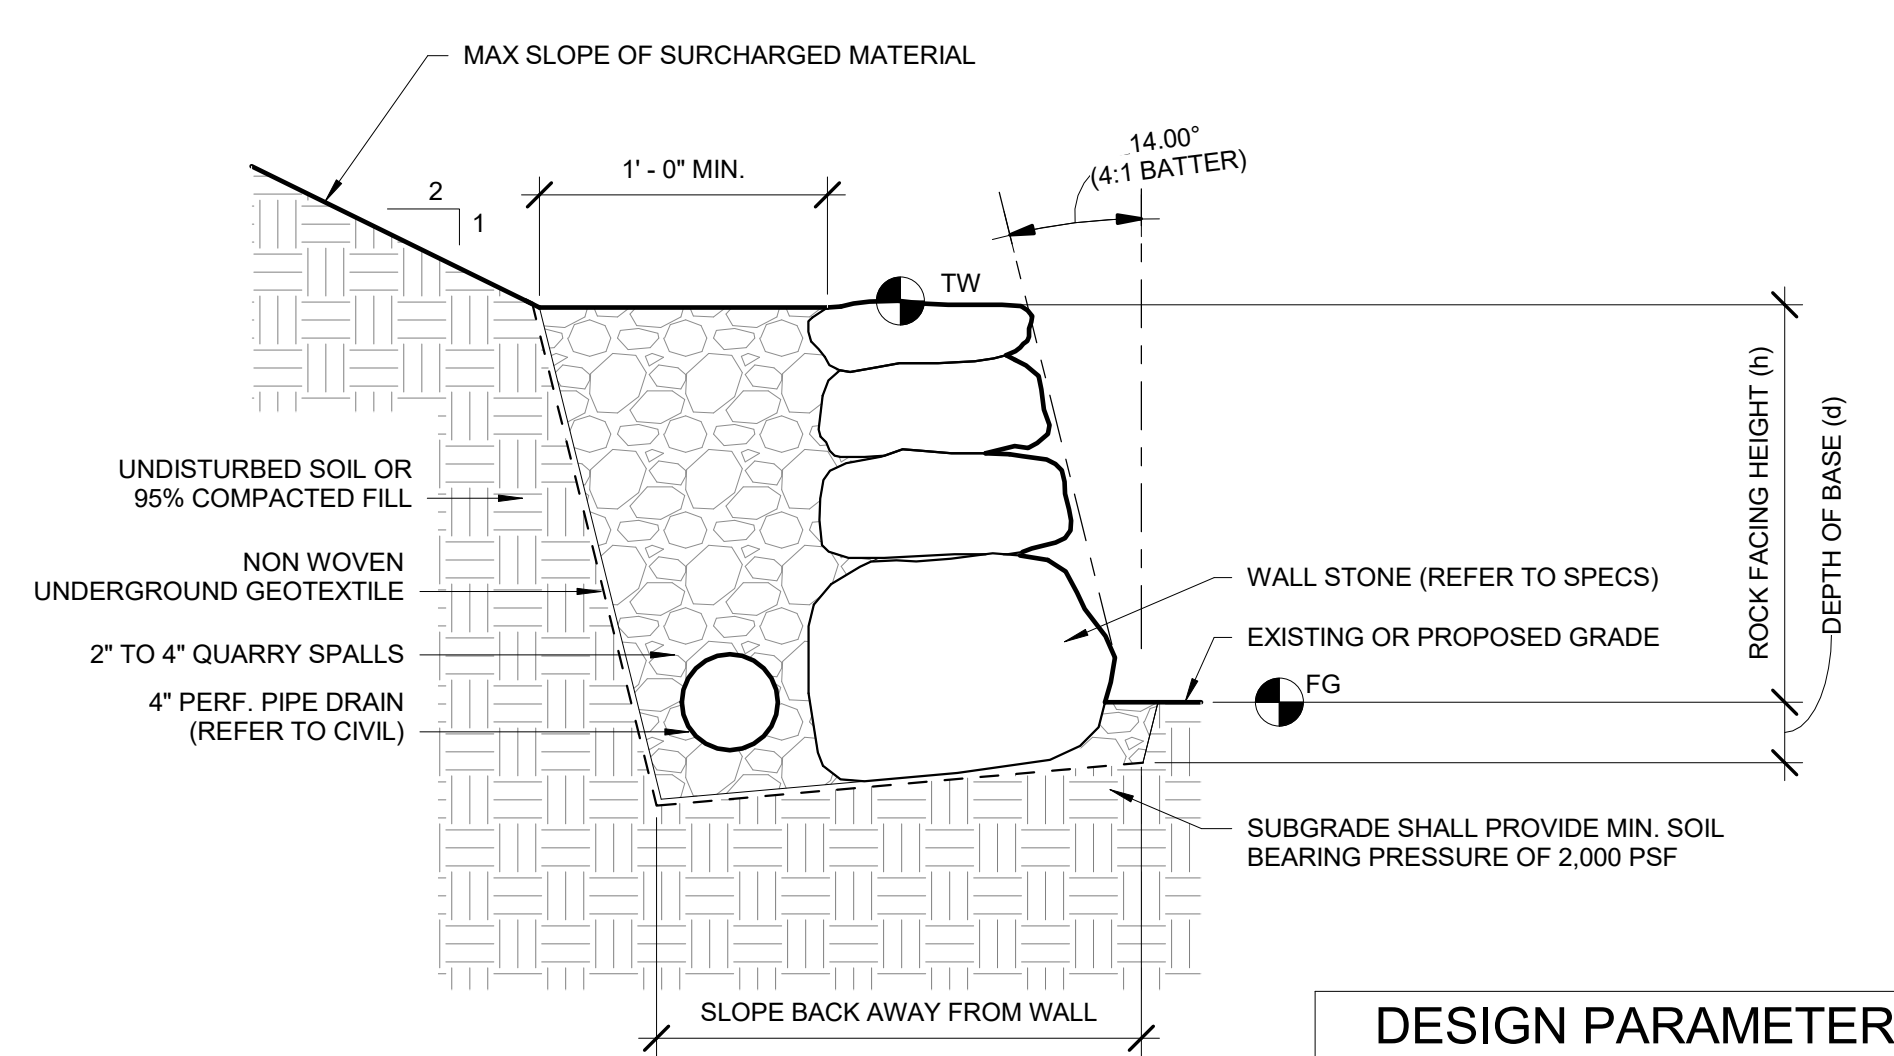 MAX SLOPE OF SURCHARGED MATERIAL
14.00°
(4:1 BATTER)
1' - 0" MIN.
2
1
TW
ROCK FACING HEIGHT (h)
DEPTH OF BASE (d)
UNDISTURBED SOIL OR
95% COMPACTED FILL
NON WOVEN
UNDERGROUND GEOTEXTILE
2" TO 4" QUARRY SPALLS
4" PERF. PIPE DRAIN
(REFER TO CIVIL)
WALL STONE (REFER TO SPECS)
EXISTING OR PROPOSED GRADE
FG
SUBGRADE SHALL PROVIDE MIN. SOIL
BEARING PRESSURE OF 2,000 PSF
SLOPE BACK AWAY FROM WALL
DESIGN PARAMETER